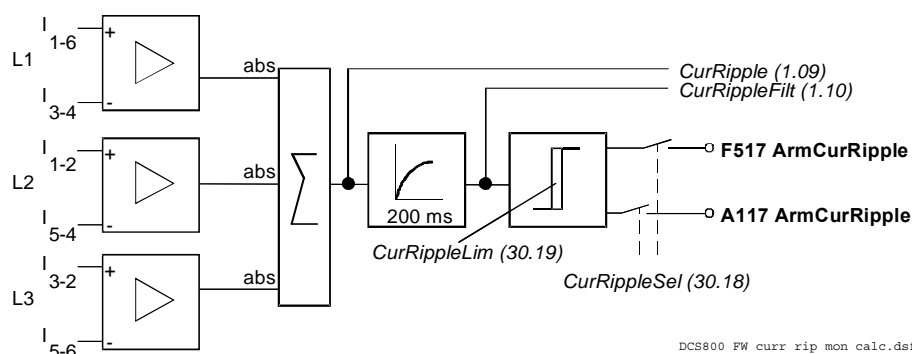 I 1-6
+
L1
abs
I 3-4
-
CurRipple (1.09)
CurRippleFilt (1.10)
I 1-2
+
L2
abs
I 5-4
-
200 ms
F517 ArmCurRipple
A117 ArmCurRipple
CurRippleLim (30.19)
CurRippleSel (30.18)
I 3-2
+
L3
abs
I 5-6
-
DCS800 FW curr rip mon calc.dsf